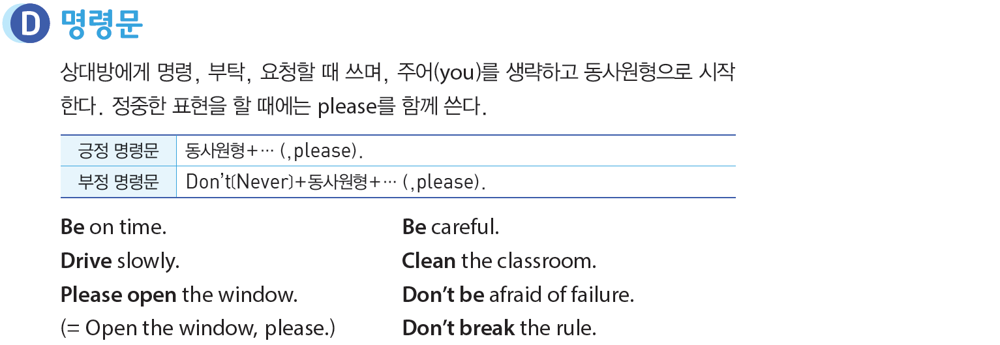 D 명령문
상대방에게 명령, 부탁, 요청할 때 쓰며, 주어(you)를 생략하고 동사원형으로 시작
한다. 정중한 표현을 할 때에는 please를 함께 쓴다.
긍정 명령문 동사원형+… (,please).
부정 명령문 Don't(Never)+동사원형+… (,please).
Be on time. Be careful.
Drive slowly. Clean the classroom.
Please open the window. Don't be afraid of failure.
(= Open the window, please.) Don't break the rule.